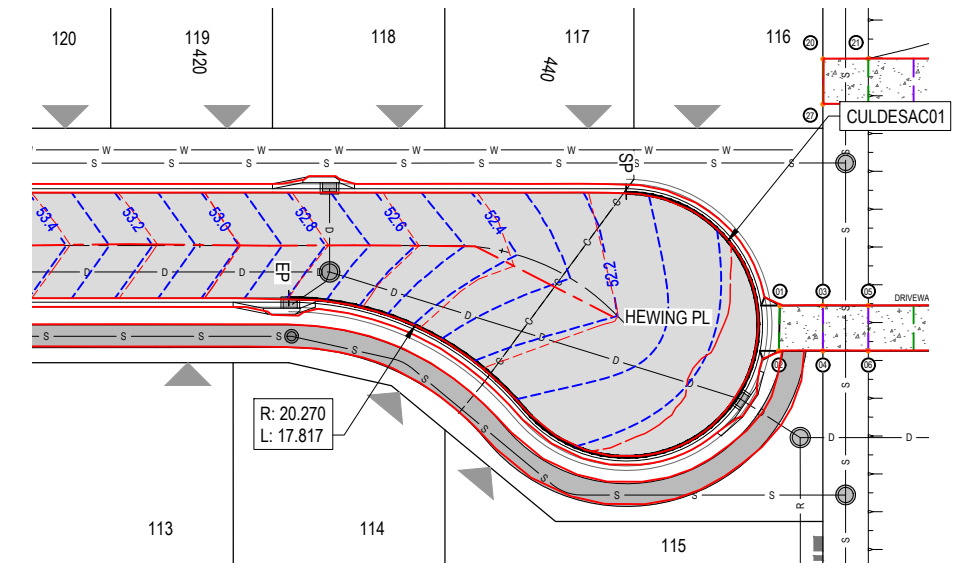 120
119
118
117
116
420
440
20
21
27
CULDESAC01
W W W W W W W
S S S S S S S
SP
53.4
53.2
53.0
52.8
52.6
52.4
52.2
EP
D D D D
HEWING PL
01
03
05
DRIVEWA
02
04
06
R: 20.270
L: 17.817
D D
R
S S S
113
114
115